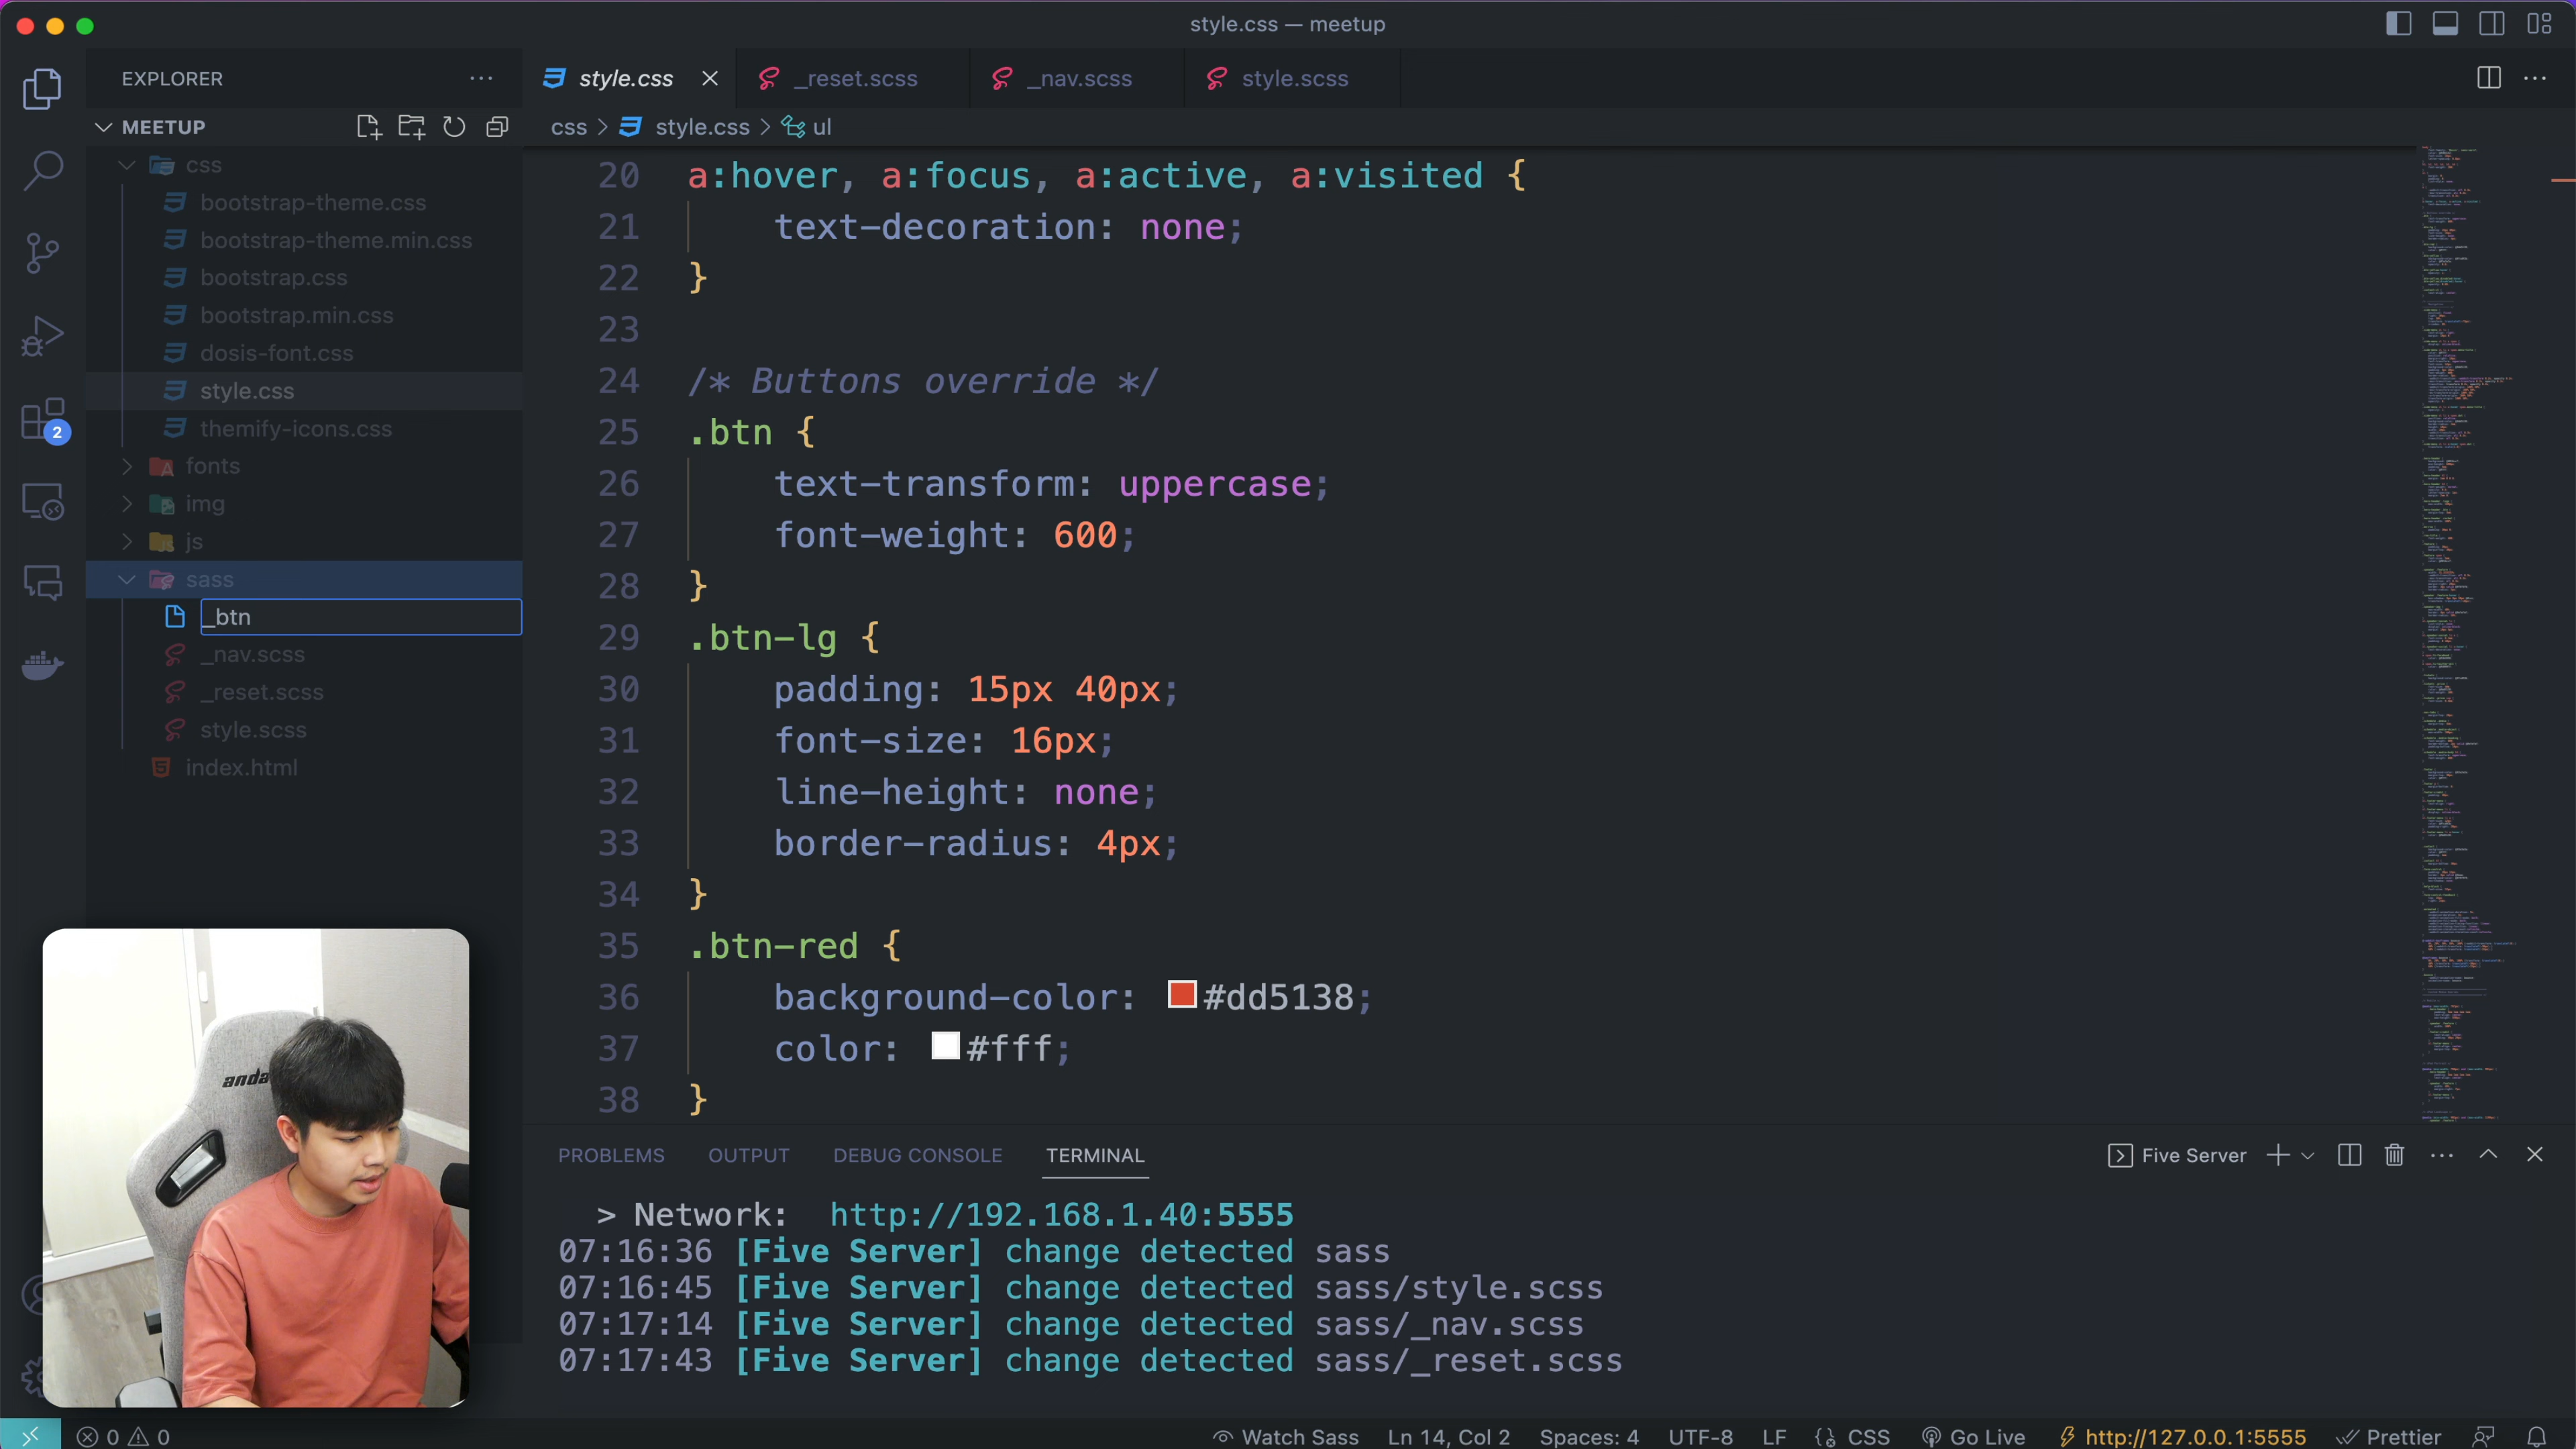 style.css — meetup
EXPLORER
style.css
_reset.scss
_nav.scss
style.scss
MEETUP
css > style.css > ul
css
bootstrap-theme.css
bootstrap-theme.min.css
bootstrap.css
bootstrap.min.css
dosis-font.css
style.css
themify-icons.css
fonts
img
js
sass
_btn
_nav.scss
_reset.scss
style.scss
index.html
2
20 a:hover, a:focus, a:active, a:visited {
21 text-decoration: none;
22 }
23
24 /* Buttons override */
25 .btn {
26 text-transform: uppercase;
27 font-weight: 600;
28 }
29 .btn-lg {
30 padding: 15px 40px;
31 font-size: 16px;
32 line-height: none;
33 border-radius: 4px;
34 }
35 .btn-red {
36 background-color: #dd5138;
37 color: #fff;
38 }
anda
PROBLEMS OUTPUT DEBUG CONSOLE TERMINAL
Five Server
> Network: http://192.168.1.40:5555
07:16:36 [Five Server] change detected sass
07:16:45 [Five Server] change detected sass/style.scss
07:17:14 [Five Server] change detected sass/_nav.scss
07:17:43 [Five Server] change detected sass/_reset.scss
0 0
Watch Sass
Ln 14, Col 2
Spaces: 4
UTF-8
LF
CSS
Go Live
http://127.0.0.1:5555
Prettier